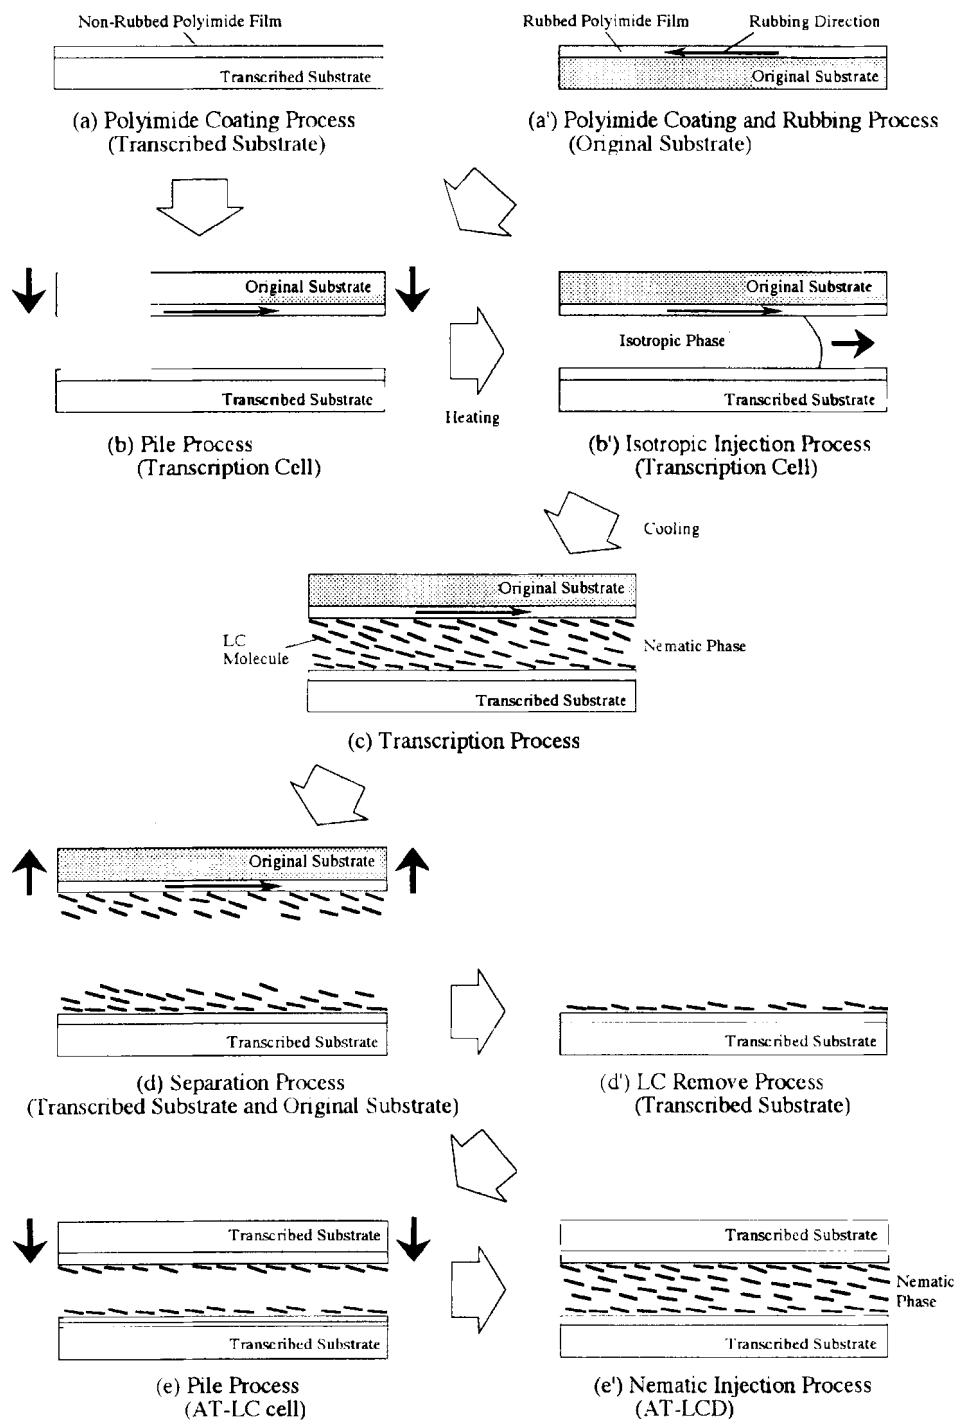 Non-Rubbed Polyimide Film
Transcribed Substrate
(a) Polyimide Coating Process
(Transcribed Substrate)
Rubbed Polyimide Film
Rubbing Direction
Original Substrate
(a') Polyimide Coating and Rubbing Process
(Original Substrate)
Original Substrate
Transcribed Substrate
(b) Pile Process
(Transcription Cell)
Heating
Original Substrate
Isotropic Phase
Transcribed Substrate
(b') Isotropic Injection Process
(Transcription Cell)
Cooling
Original Substrate
LC
Molecule
Nematic Phase
Transcribed Substrate
(c) Transcription Process
Original Substrate
Transcribed Substrate
(d) Separation Process
(Transcribed Substrate and Original Substrate)
Transcribed Substrate
(d') LC Remove Process
(Transcribed Substrate)
Transcribed Substrate
Transcribed Substrate
(e) Pile Process
(AT-LC cell)
Transcribed Substrate
Nematic
Phase
Transcribed Substrate
(e') Nematic Injection Process
(AT-LCD)